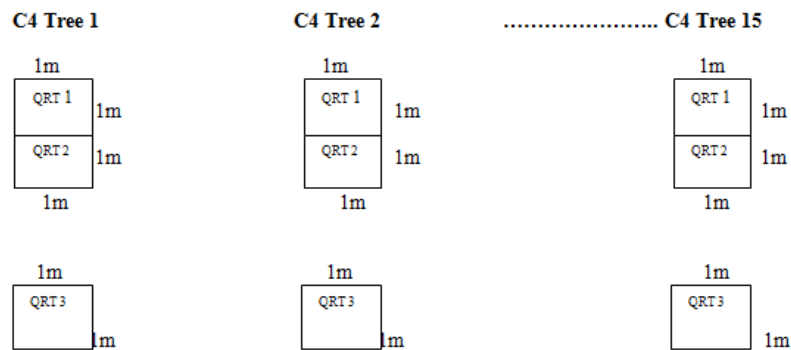 C4 Tree 1 C4 Tree 2 ………………….. C4 Tree 15
1m 1m 1m
QRT 1 1m QRT 1 1m QRT 1 1m
QRT 2 1m QRT 2 1m QRT 2 1m
1m 1m 1m
1m 1m 1m
QRT 3 QRT 3 QRT 3
1m 1m 1m